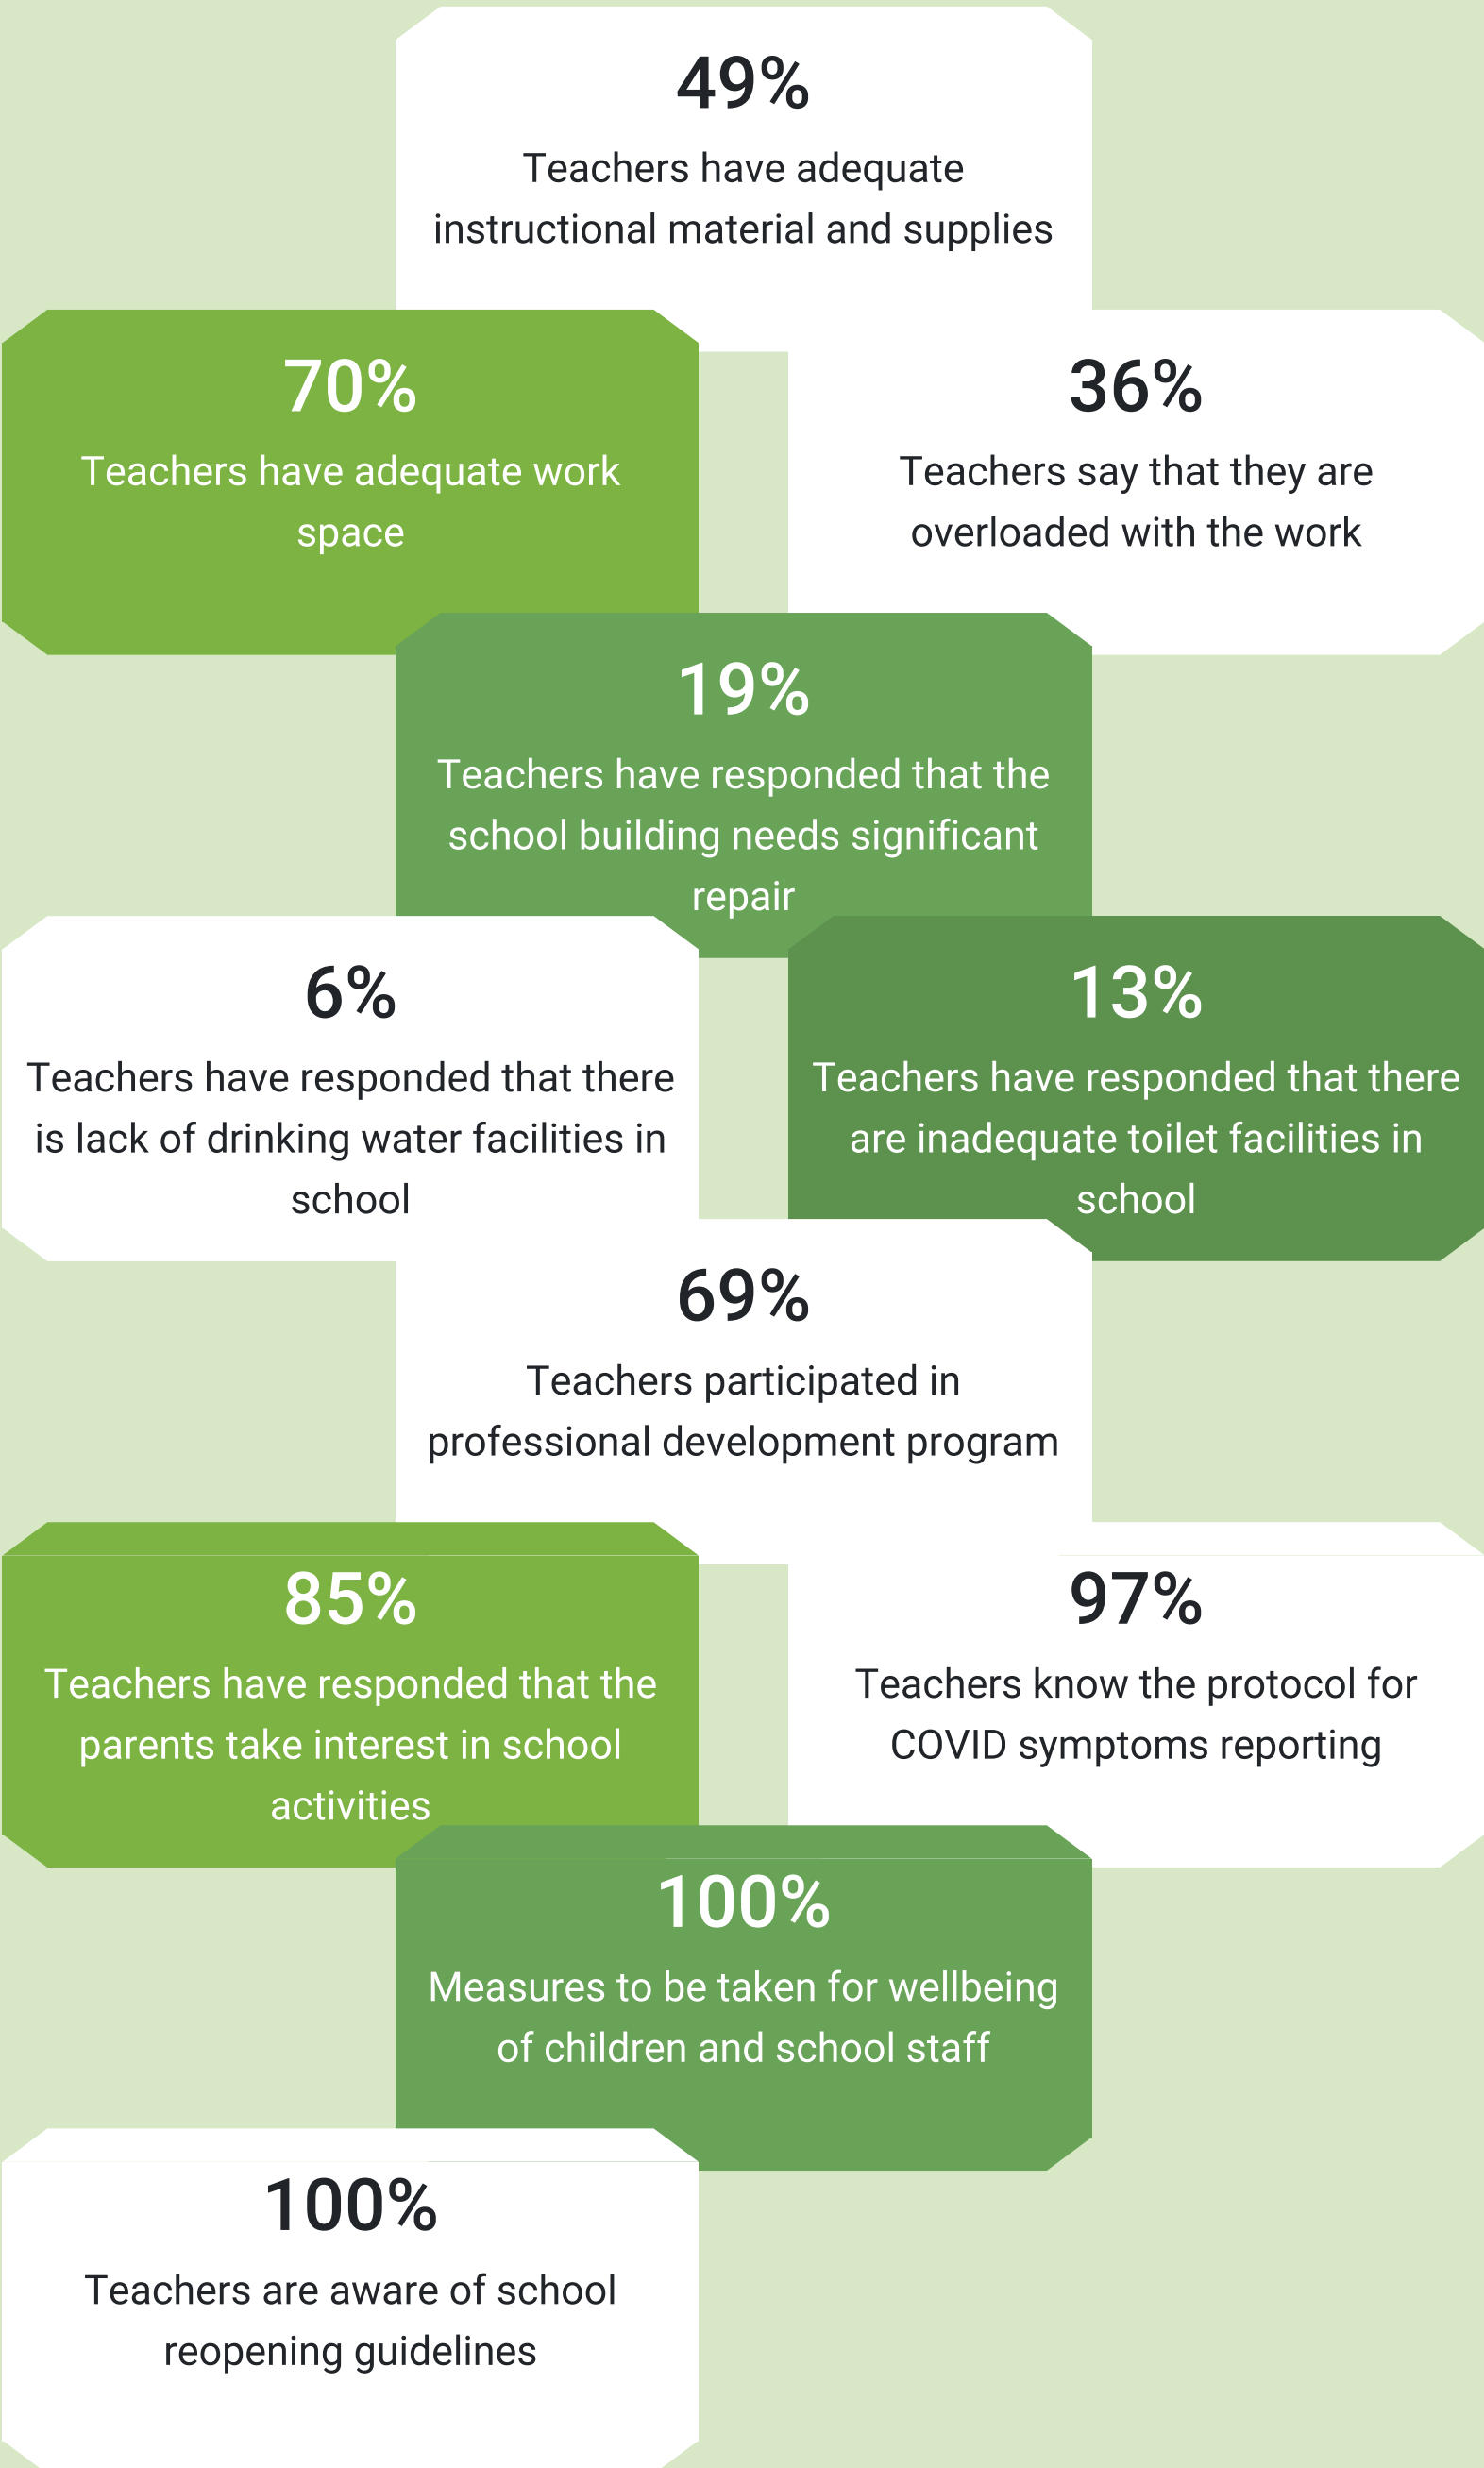 49%
Teachers have adequate
instructional material and supplies
70%
Teachers have adequate work
space
36%
Teachers say that they are
overloaded with the work
19%
Teachers have responded that the
school building needs significant
repair
6%
Teachers have responded that there
is lack of drinking water facilities in
school
13%
Teachers have responded that there
are inadequate toilet facilities in
school
69%
Teachers participated in
professional development program
85%
Teachers have responded that the
parents take interest in school
activities
97%
Teachers know the protocol for
COVID symptoms reporting
100%
Measures to be taken for wellbeing
of children and school staff
100%
Teachers are aware of school
reopening guidelines